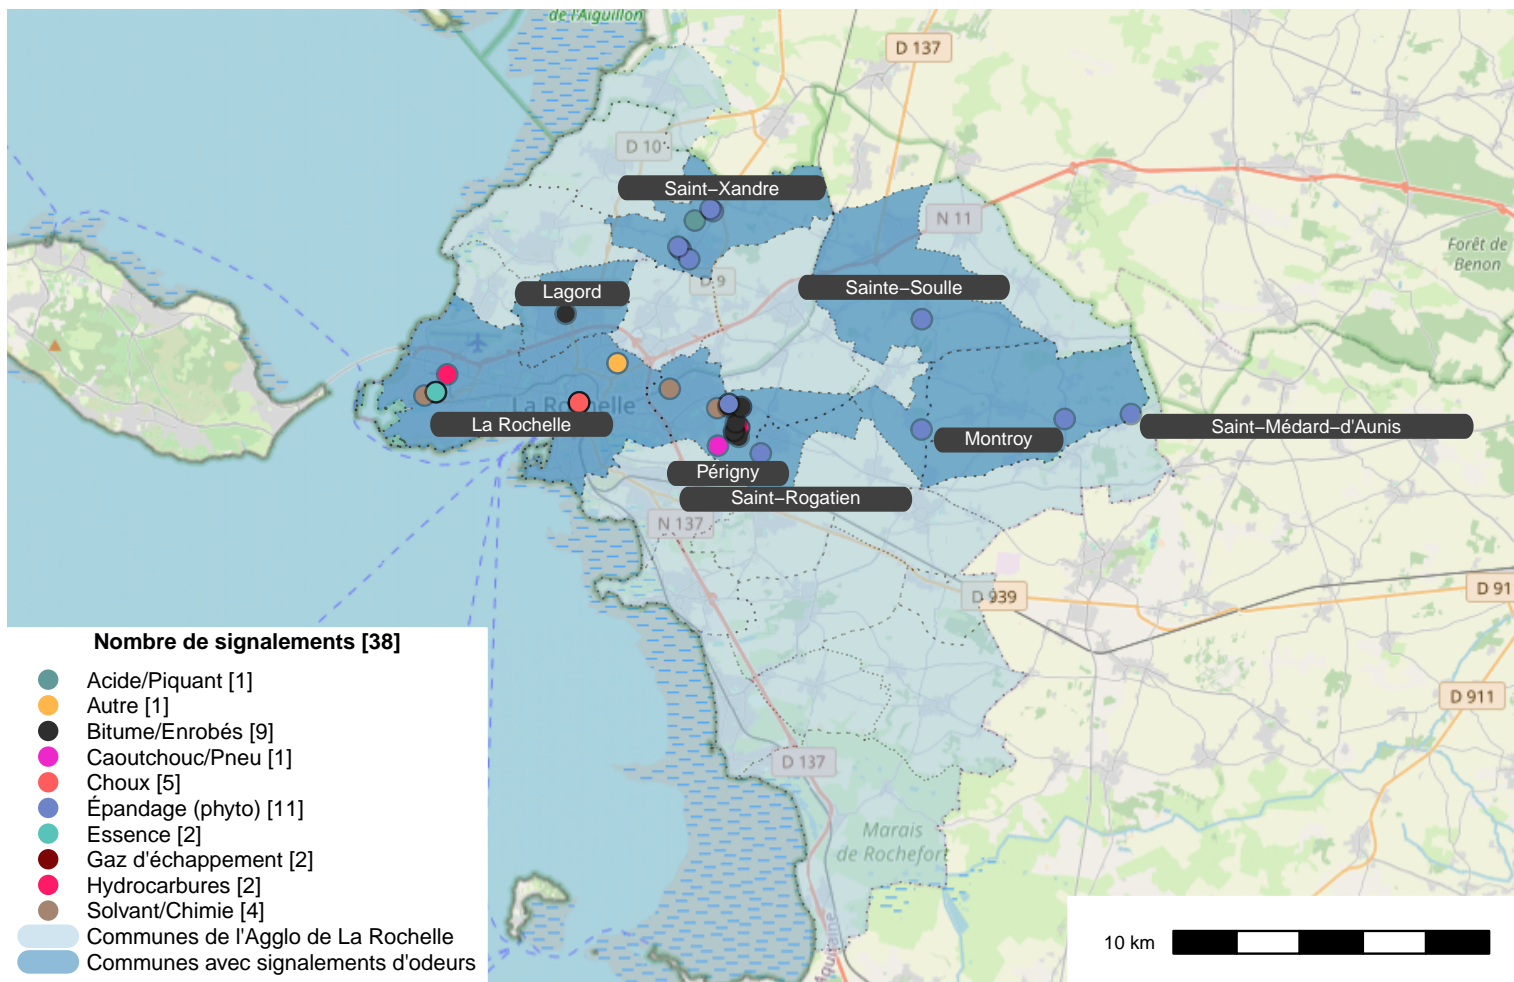 de l'Aiguillon
D 137
D 10
Saint−Xandre
N 11
Forêt de
Benon
D 9
Sainte−Soulle
Lagord
La Rochelle
La Rochelle
Saint−Médard−d'Aunis
Montroy
Périgny
Saint−Rogatien
N 137
D 939
D 91
D 911
D 137
Marais
de Rochefort
Aquitaine
Nombre de signalements [38]
Acide/Piquant [1]
Autre [1]
Bitume/Enrobés [9]
Caoutchouc/Pneu [1]
Choux [5]
Épandage (phyto) [11]
Essence [2]
Gaz d'échappement [2]
Hydrocarbures [2]
Solvant/Chimie [4]
Communes de l'Agglo de La Rochelle
Communes avec signalements d'odeurs
10 km